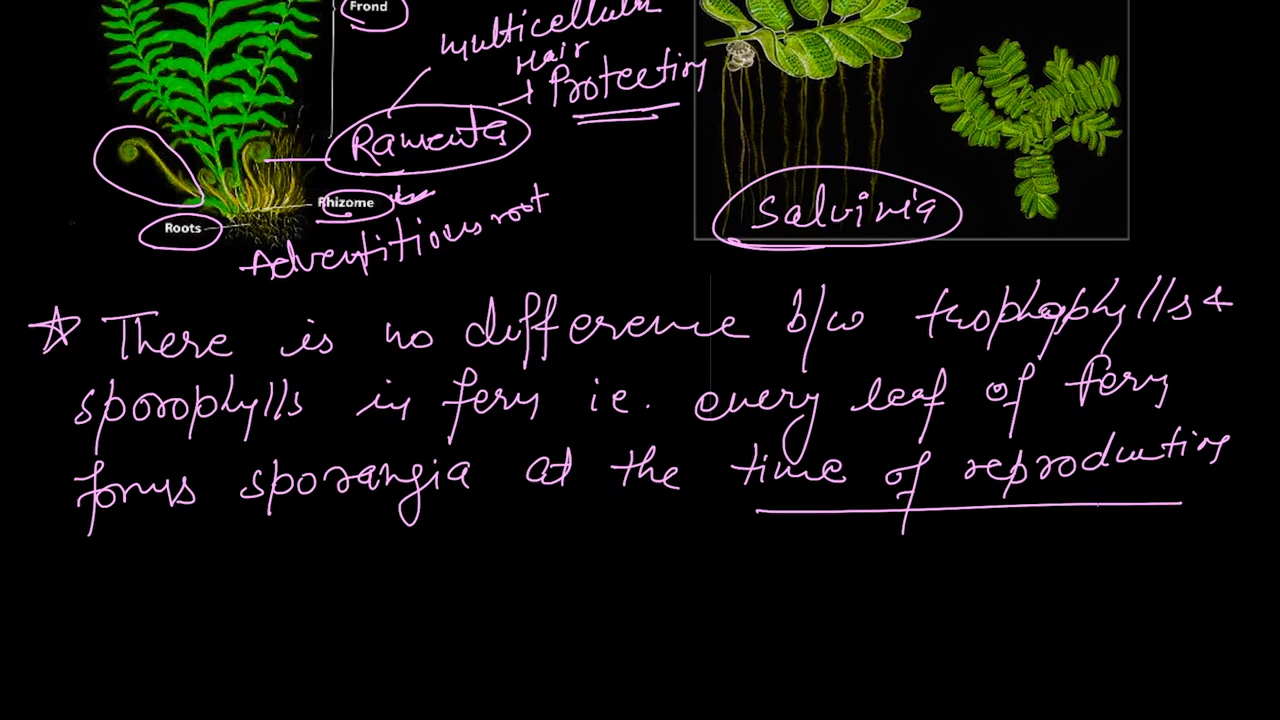 Frond
Multicellular
Hair
Ramenta
→ Protection
Rhizome
Roots
Adventitious root
Salvinia
☆ There is no difference b/w trophophylls &
sporophylls in fern i.e. every leaf of fern
forms sporangia at the time of reproduction